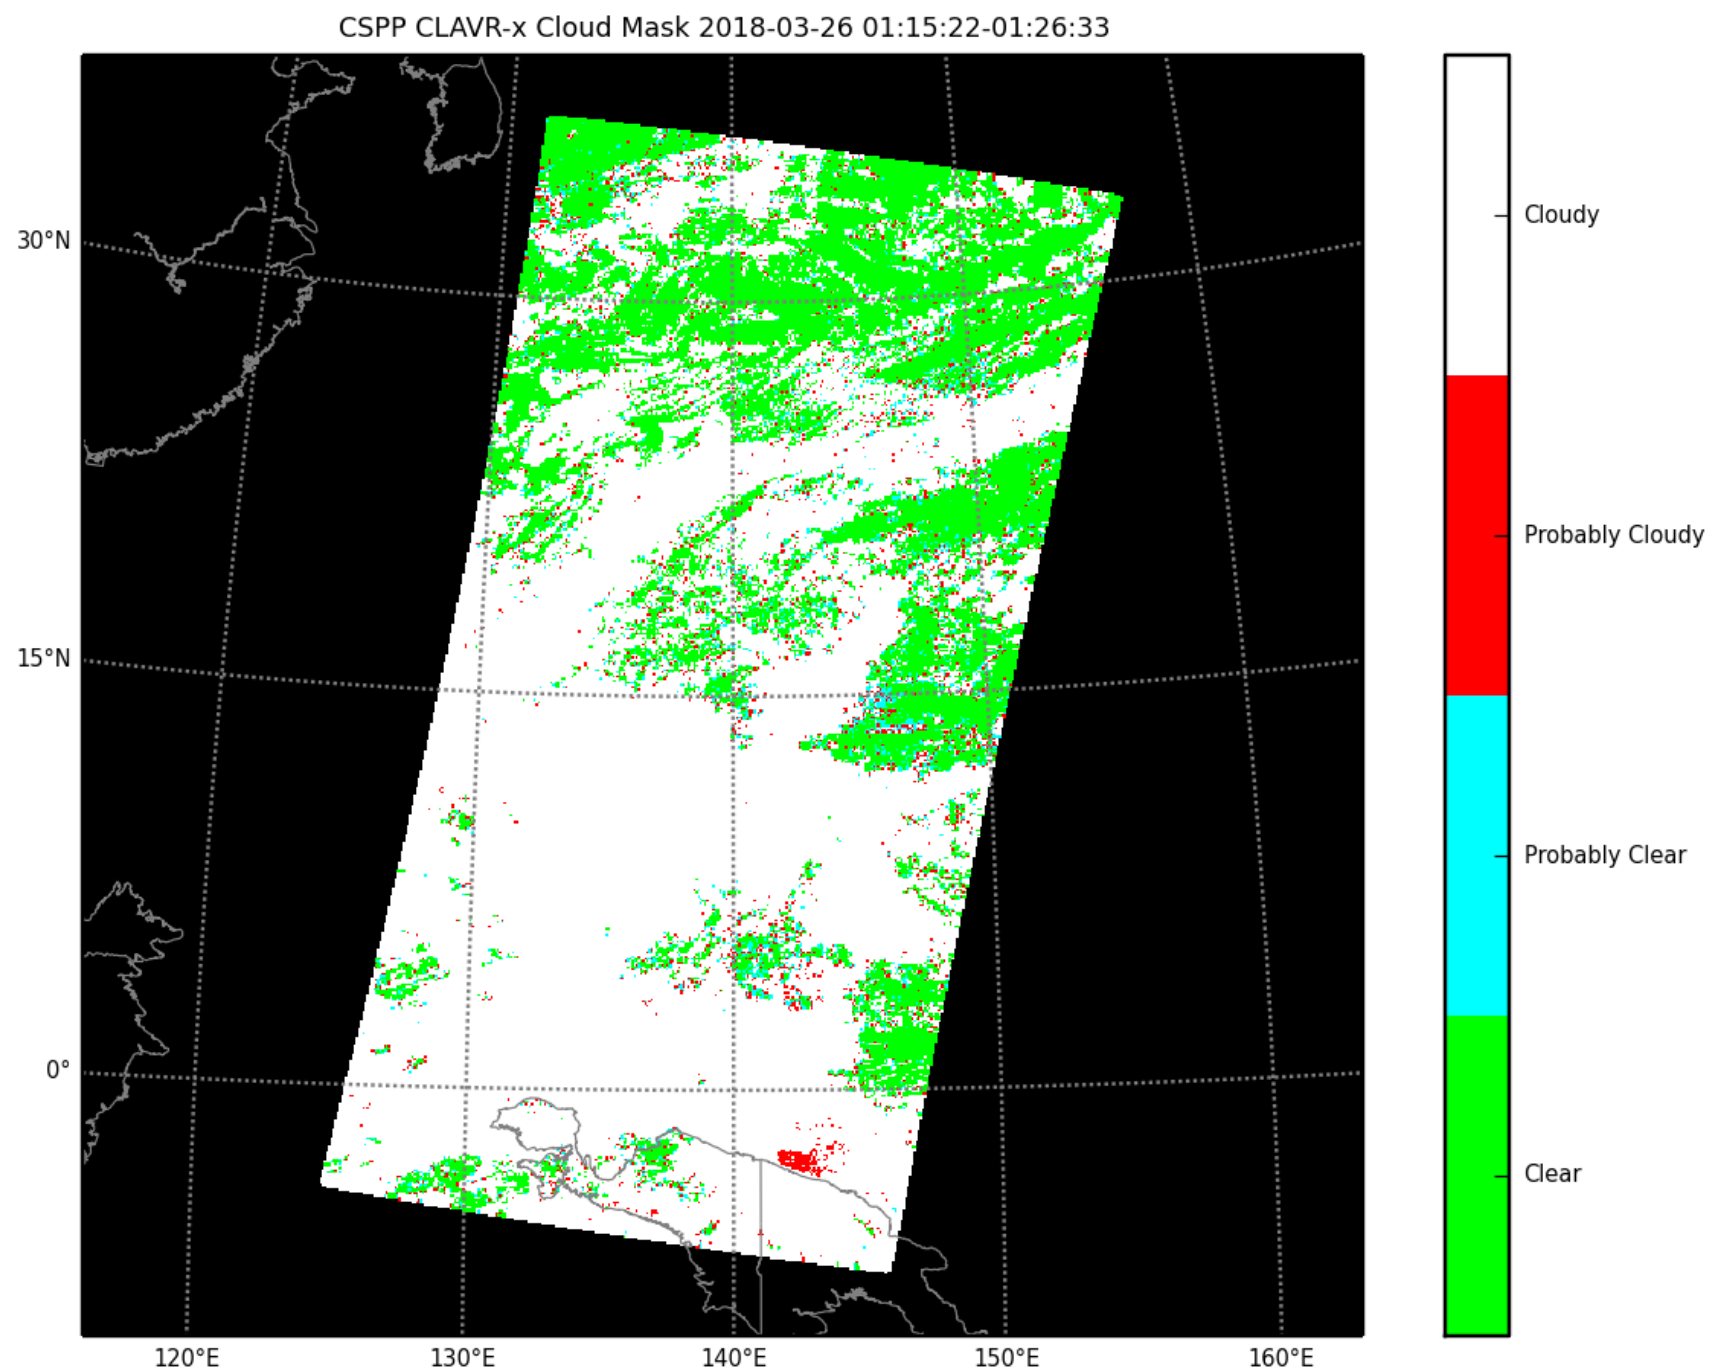 CSPP CLAVR-x Cloud Mask 2018-03-26 01:15:22-01:26:33
30°N
15°N
0°
120°E
130°E
140°E
150°E
160°E
Cloudy
Probably Cloudy
Probably Clear
Clear